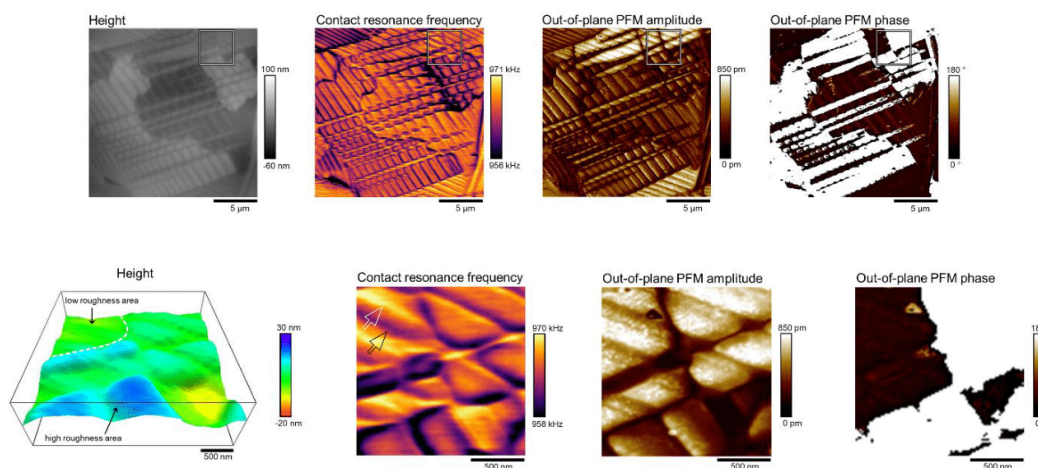 Height
100 nm
-60 nm
5 µm
Contact resonance frequency
971 kHz
956 kHz
5 µm
Out-of-plane PFM amplitude
850 pm
0 pm
5 µm
Out-of-plane PFM phase
180 °
0 °
5 µm
Height
low roughness area
high roughness area
30 nm
-20 nm
500 nm
Contact resonance frequency
970 kHz
958 kHz
500 nm
Out-of-plane PFM amplitude
850 pm
0 pm
500 nm
Out-of-plane PFM phase
500 nm